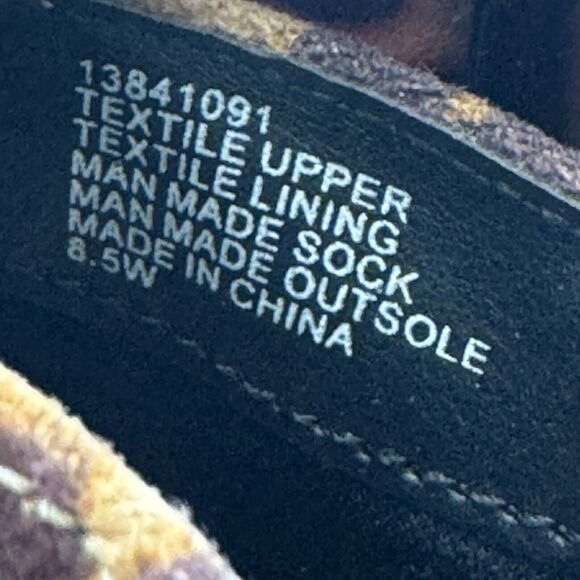 13841091
TEXTILE UPPER
TEXTILE LINING
MAN MADE SOCK
MAN MADE OUTSOLE
MADE IN CHINA
8.5W